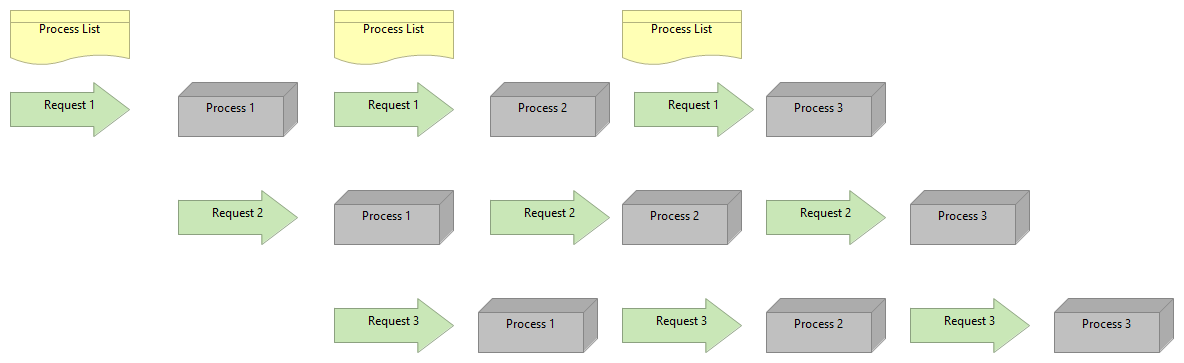 Process List
Process List
Process List
Request 1
Process 1
Request 1
Process 2
Request 1
Process 3
Request 2
Process 1
Request 2
Process 2
Request 2
Process 3
Request 3
Process 1
Request 3
Process 2
Request 3
Process 3